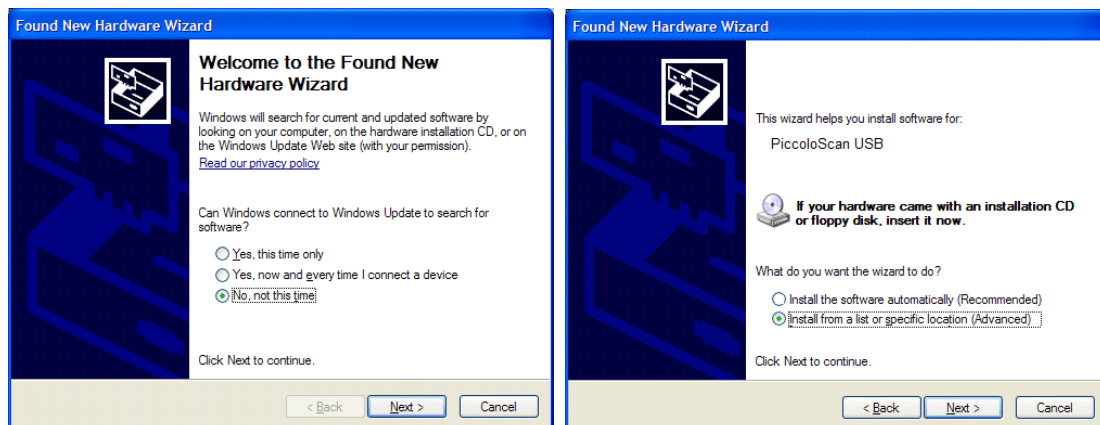 Found New Hardware Wizard
Welcome to the Found New
Hardware Wizard
Windows will search for current and updated software by
looking on your computer, on the hardware installation CD, or on
the Windows Update Web site (with your permission).
Read our privacy policy
Can Windows connect to Windows Update to search for
software?
Yes, this time only
Yes, now and every time I connect a device
No, not this time
Click Next to continue.
< Back
Next >
Cancel
Found New Hardware Wizard
This wizard helps you install software for:
PiccoloScan USB
If your hardware came with an installation CD
or floppy disk, insert it now.
What do you want the wizard to do?
Install the software automatically (Recommended)
Install from a list or specific location (Advanced)
Click Next to continue.
< Back
Next >
Cancel